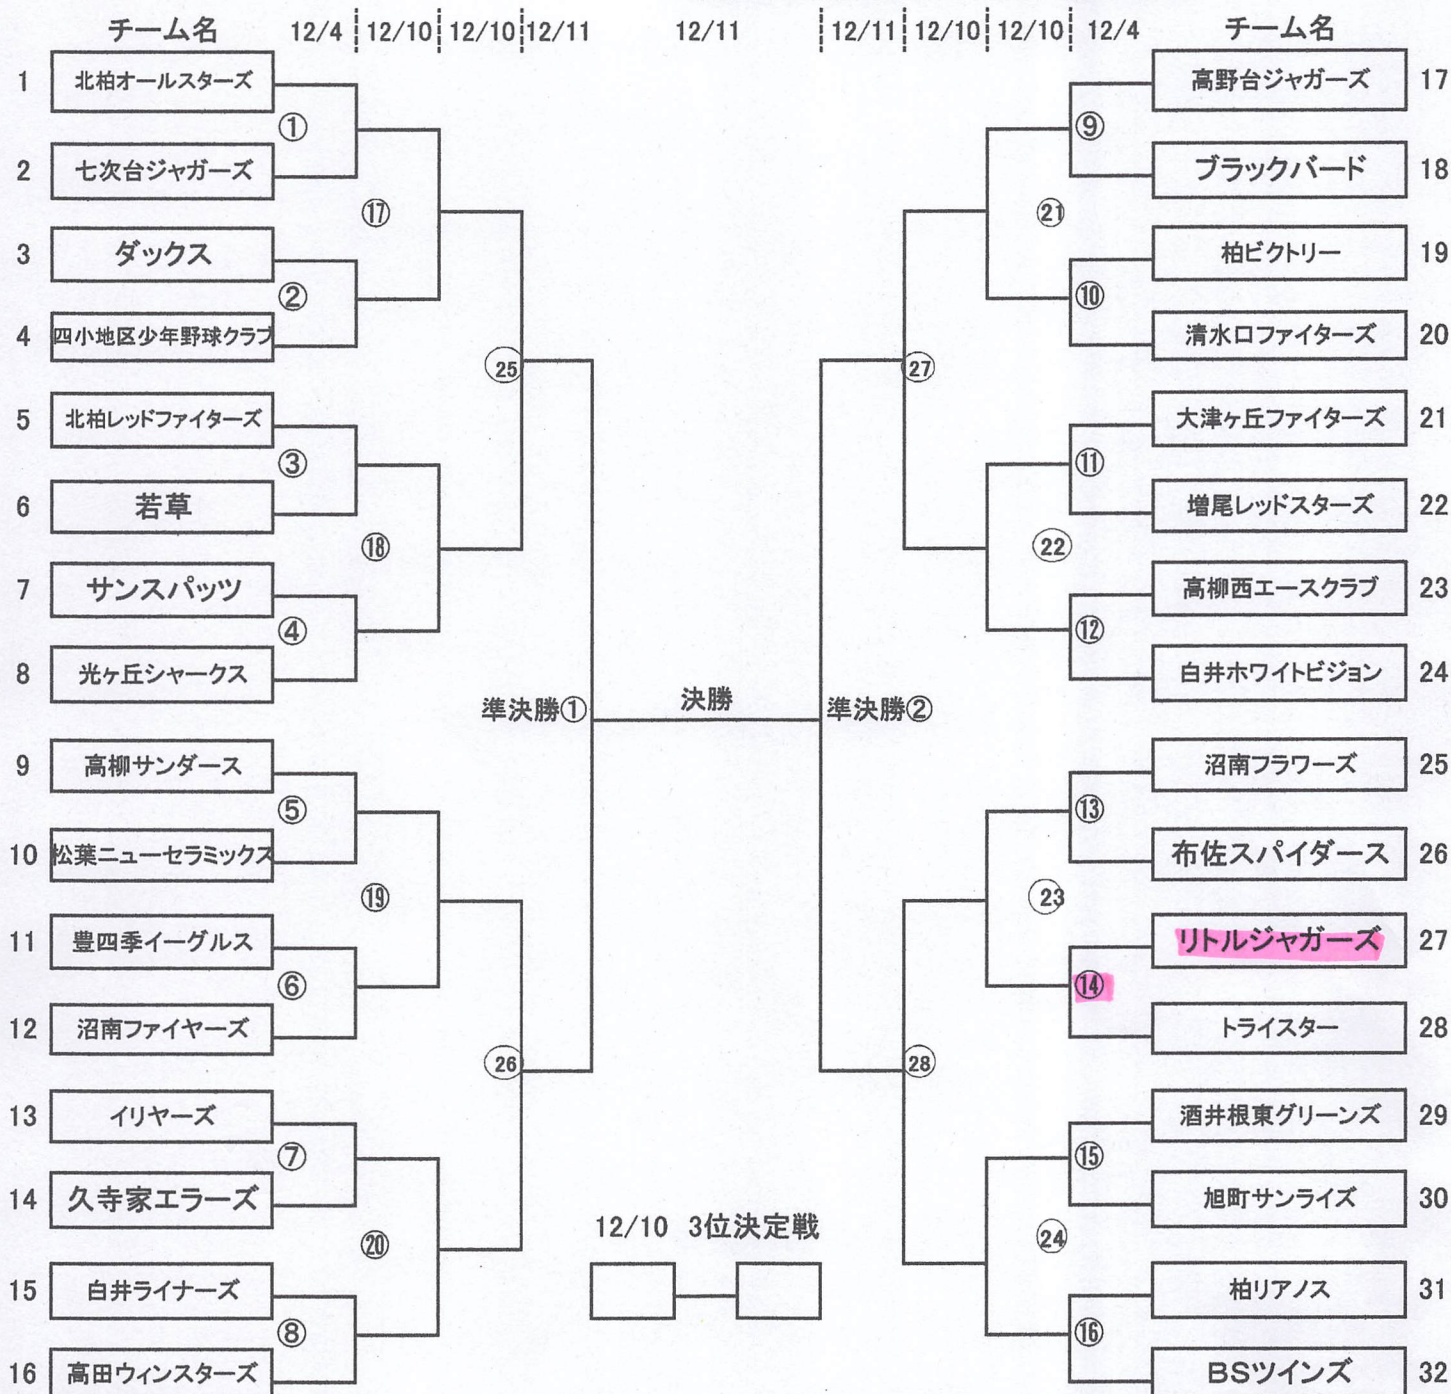 チーム名 12/4 12/10 12/10 12/11 12/11 12/11 12/10 12/10 12/4 チーム名
1 北柏オールスターズ 高野台ジャガーズ 17
① ⑨
2 七次台ジャガーズ ブラックバード 18
⑰ ㉑
3 ダックス 柏ビクトリー 19
② ⑩
4 四小地区少年野球クラブ 清水口ファイターズ 20
㉕ ㉗
5 北柏レッドファイターズ 大津ヶ丘ファイターズ 21
③ ⑪
6 若草 増尾レッドスターズ 22
⑱ ㉒
7 サンスパッツ 高柳西エースクラブ 23
④ ⑫
8 光ヶ丘シャークス 白井ホワイトビジョン 24
準決勝① 決勝 準決勝②
9 高柳サンダース 沼南フラワーズ 25
⑤ ⑬
10 松葉ニューセラミックス 布佐スパイダース 26
⑲ ㉓
11 豊四季イーグルス リトルジャガーズ 27
⑥ ⑭
12 沼南ファイヤーズ トライスター 28
㉖ ㉘
13 イリヤーズ 酒井根東グリーンズ 29
⑦ ⑮
14 久寺家エラーズ 旭町サンライズ 30
12/10 3位決定戦
⑳ ㉔
15 白井ライナーズ 柏リアノス 31
⑧ ⑯
16 高田ウィンスターズ BSツインズ 32